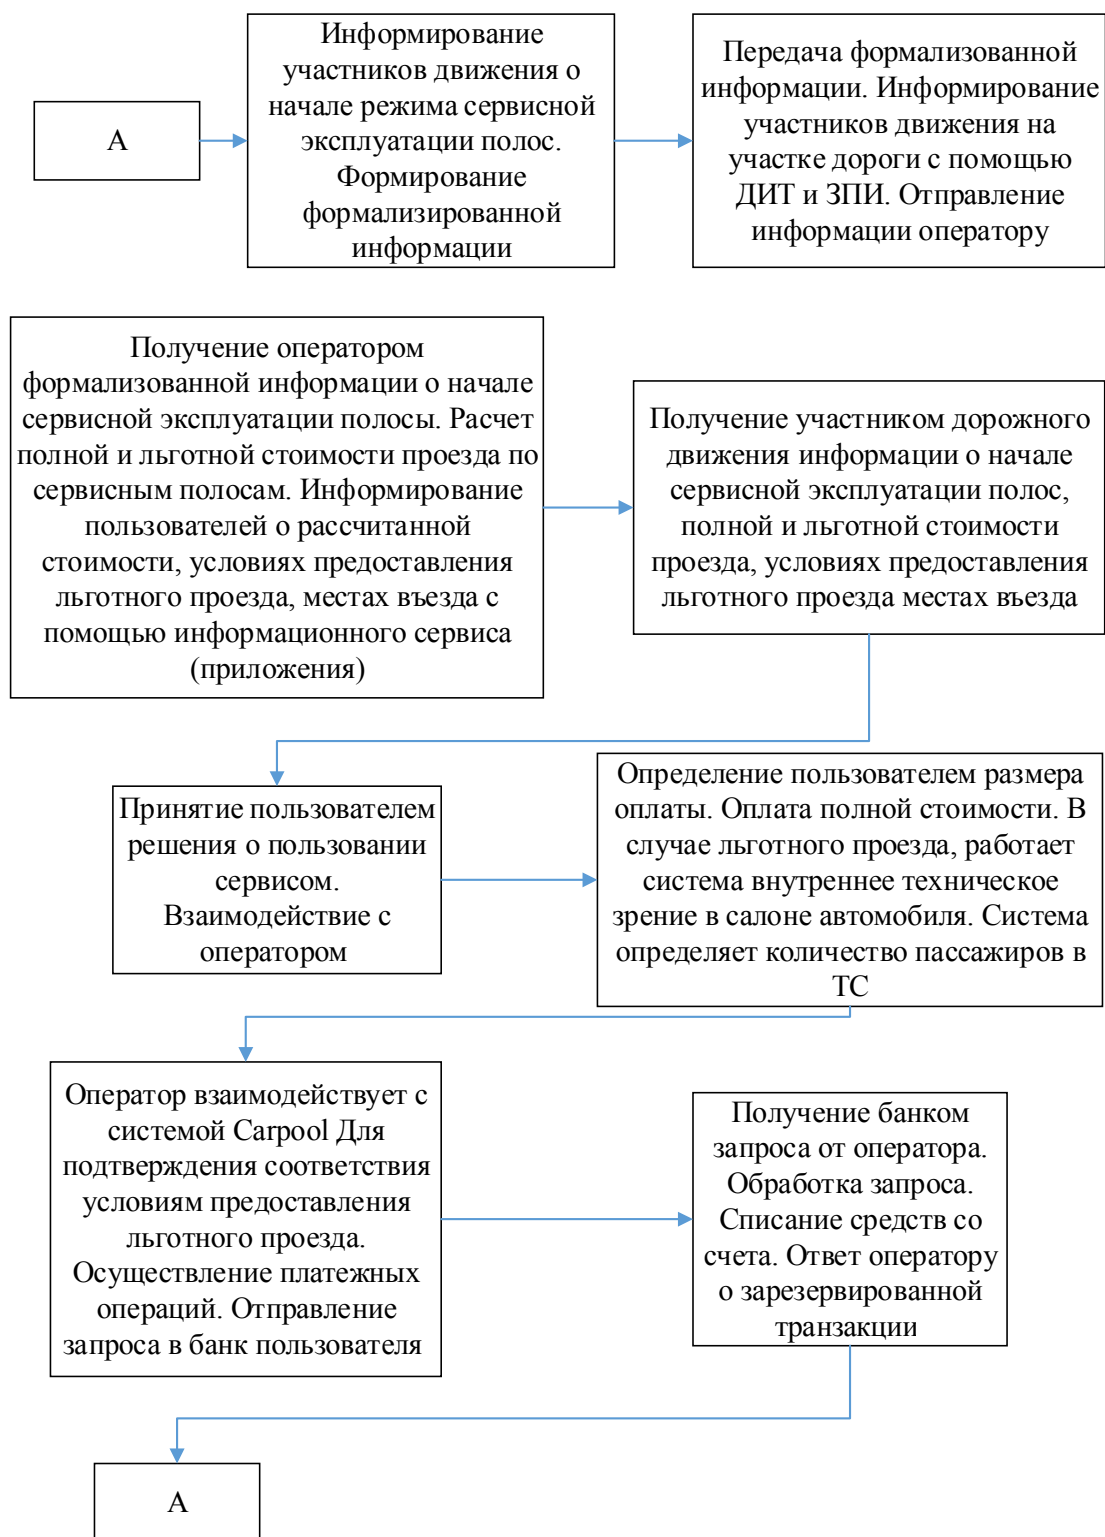 А
Информирование
участников движения о
начале режима сервисной
эксплуатации полос.
Формирование
формализированной
информации
Передача формализованной
информации. Информирование
участников движения на
участке дороги с помощью
ДИТ и ЗПИ. Отправление
информации оператору
Получение оператором
формализованной информации о начале
сервисной эксплуатации полосы. Расчет
полной и льготной стоимости проезда по
сервисным полосам. Информирование
пользователей о рассчитанной
стоимости, условиях предоставления
льготного проезда, местах въезда с
помощью информационного сервиса
(приложения)
Получение участником дорожного
движения информации о начале
сервисной эксплуатации полос,
полной и льготной стоимости
проезда, условиях предоставления
льготного проезда местах въезда
Принятие пользователем
решения о пользовании
сервисом.
Взаимодействие с
оператором
Определение пользователем размера
оплаты. Оплата полной стоимости. В
случае льготного проезда, работает
система внутреннее техническое
зрение в салоне автомобиля. Система
определяет количество пассажиров в
ТС
Оператор взаимодействует с
системой Carpool Для
подтверждения соответствия
условиям предоставления
льготного проезда.
Осуществление платежных
операций. Отправление
запроса в банк пользователя
Получение банком
запроса от оператора.
Обработка запроса.
Списание средств со
счета. Ответ оператору
о зарезервированной
транзакции
А